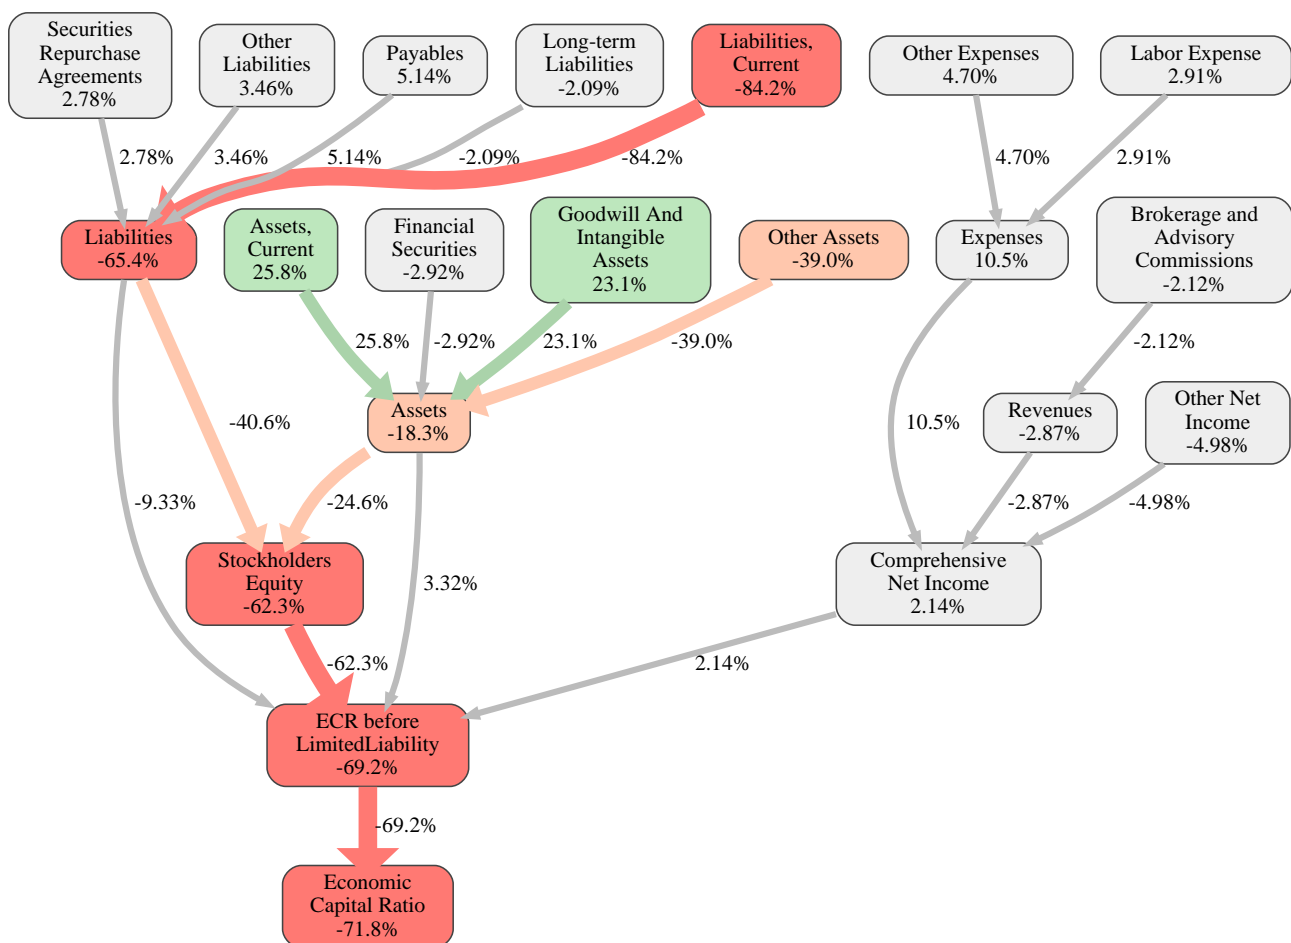 Securities
Repurchase
Agreements
2.78%
Other
Liabilities
3.46%
Payables
5.14%
Long-term
Liabilities
-2.09%
Liabilities,
Current
-84.2%
Other Expenses
4.70%
Labor Expense
2.91%
2.78%
3.46%
5.14%
-2.09%
-84.2%
4.70%
2.91%
Liabilities
-65.4%
Assets,
Current
25.8%
Financial
Securities
-2.92%
Goodwill And
Intangible
Assets
23.1%
Other Assets
-39.0%
Expenses
10.5%
Brokerage and
Advisory
Commissions
-2.12%
25.8%
-2.92%
23.1%
-39.0%
-2.12%
Assets
-18.3%
Revenues
-2.87%
Other Net
Income
-4.98%
-40.6%
10.5%
-9.33%
-24.6%
-2.87%
-4.98%
Stockholders
Equity
-62.3%
3.32%
Comprehensive
Net Income
2.14%
-62.3%
2.14%
ECR before
LimitedLiability
-69.2%
-69.2%
Economic
Capital Ratio
-71.8%